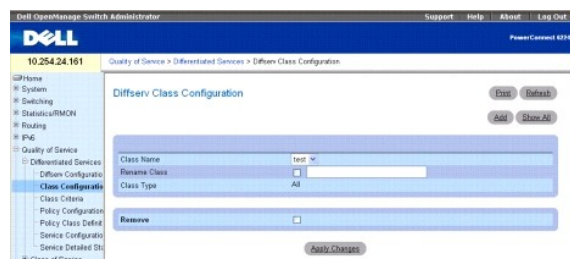 Dell OpenManage Switch Administrator
Support Help About Log Out
DELL
PowerConnect 6224
10.254.24.161
Quality of Service > Differentiated Services > Diffserv Class Configuration
Home
System
Switching
Statistics/RMON
Routing
IPv6
Quality of Service
Differentiated Services
Diffserv Configuratio
Class Configuratio
Class Criteria
Policy Configuration
Policy Class Definit
Service Configuratio
Service Detailed Sta
Class of Service
Diffserv Class Configuration
Print Refresh
Add Show All
Class Name test
Rename Class
Class Type All
Remove
Apply Changes